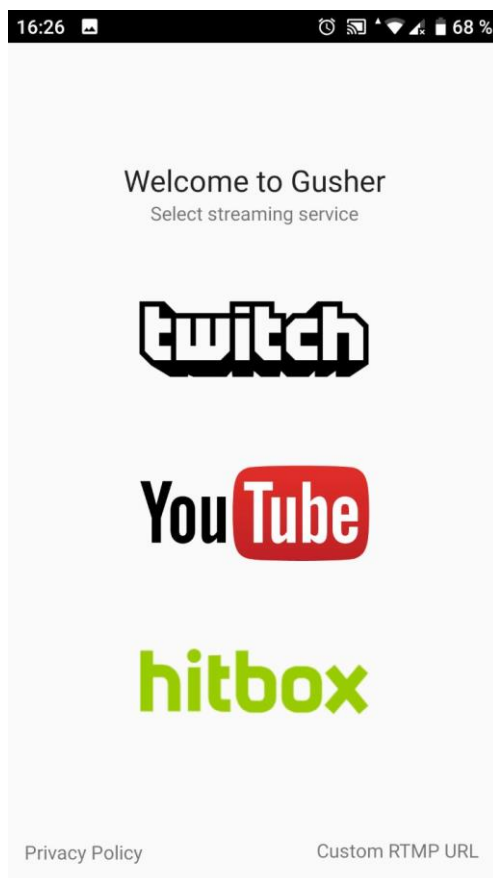 16:26 68 %
Welcome to Gusher
Select streaming service
twitch
YouTube
hitbox
Privacy Policy Custom RTMP URL